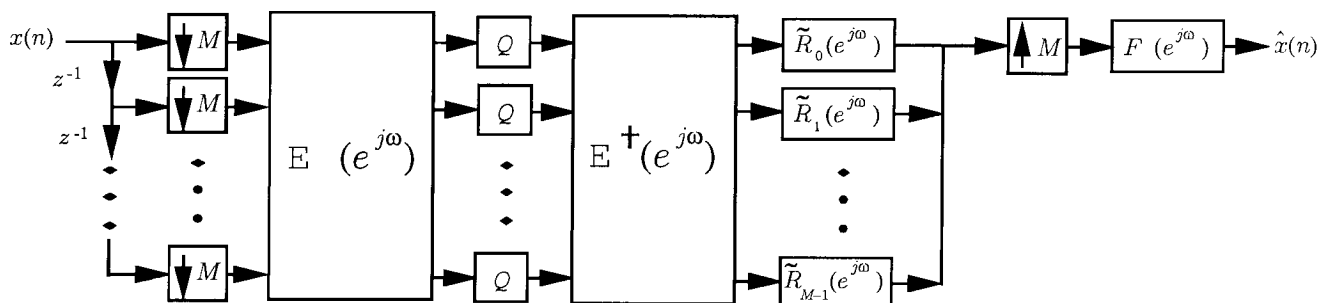 x(n)
↓M
E (e^{jω})
Q
E†(e^{jω})
R̃_0(e^{jω})
↑M
F (e^{jω})
x̂(n)
z^{-1}
↓M
Q
R̃_1(e^{jω})
z^{-1}
↓M
Q
R̃_{M-1}(e^{jω})